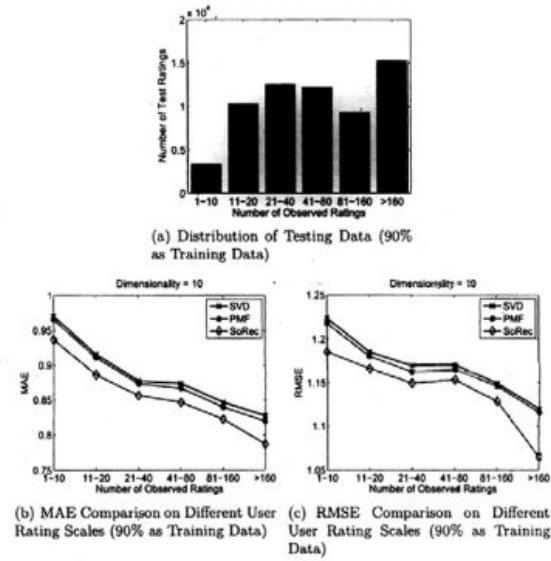 × 10⁴
2
1.5
1
0.5
0
Number of Test Ratings
1-10 11-20 21-40 41-80 81-160 >160
Number of Observed Ratings
(a) Distribution of Testing Data (90%
as Training Data)
Dimensionality = 10
1
0.95
0.9
0.85
0.8
0.75
MAE
SVD
PMF
SoRec
1-10 11-20 21-40 41-80 81-160 >160
Number of Observed Ratings
(b) MAE Comparison on Different User
Rating Scales (90% as Training Data)
Dimensionality = 10
1.25
1.2
1.15
1.1
1.05
RMSE
SVD
PMF
SoRec
1-10 11-20 21-40 41-80 81-160 >160
Number of Observed Ratings
(c) RMSE Comparison on Different
User Rating Scales (90% as Training
Data)